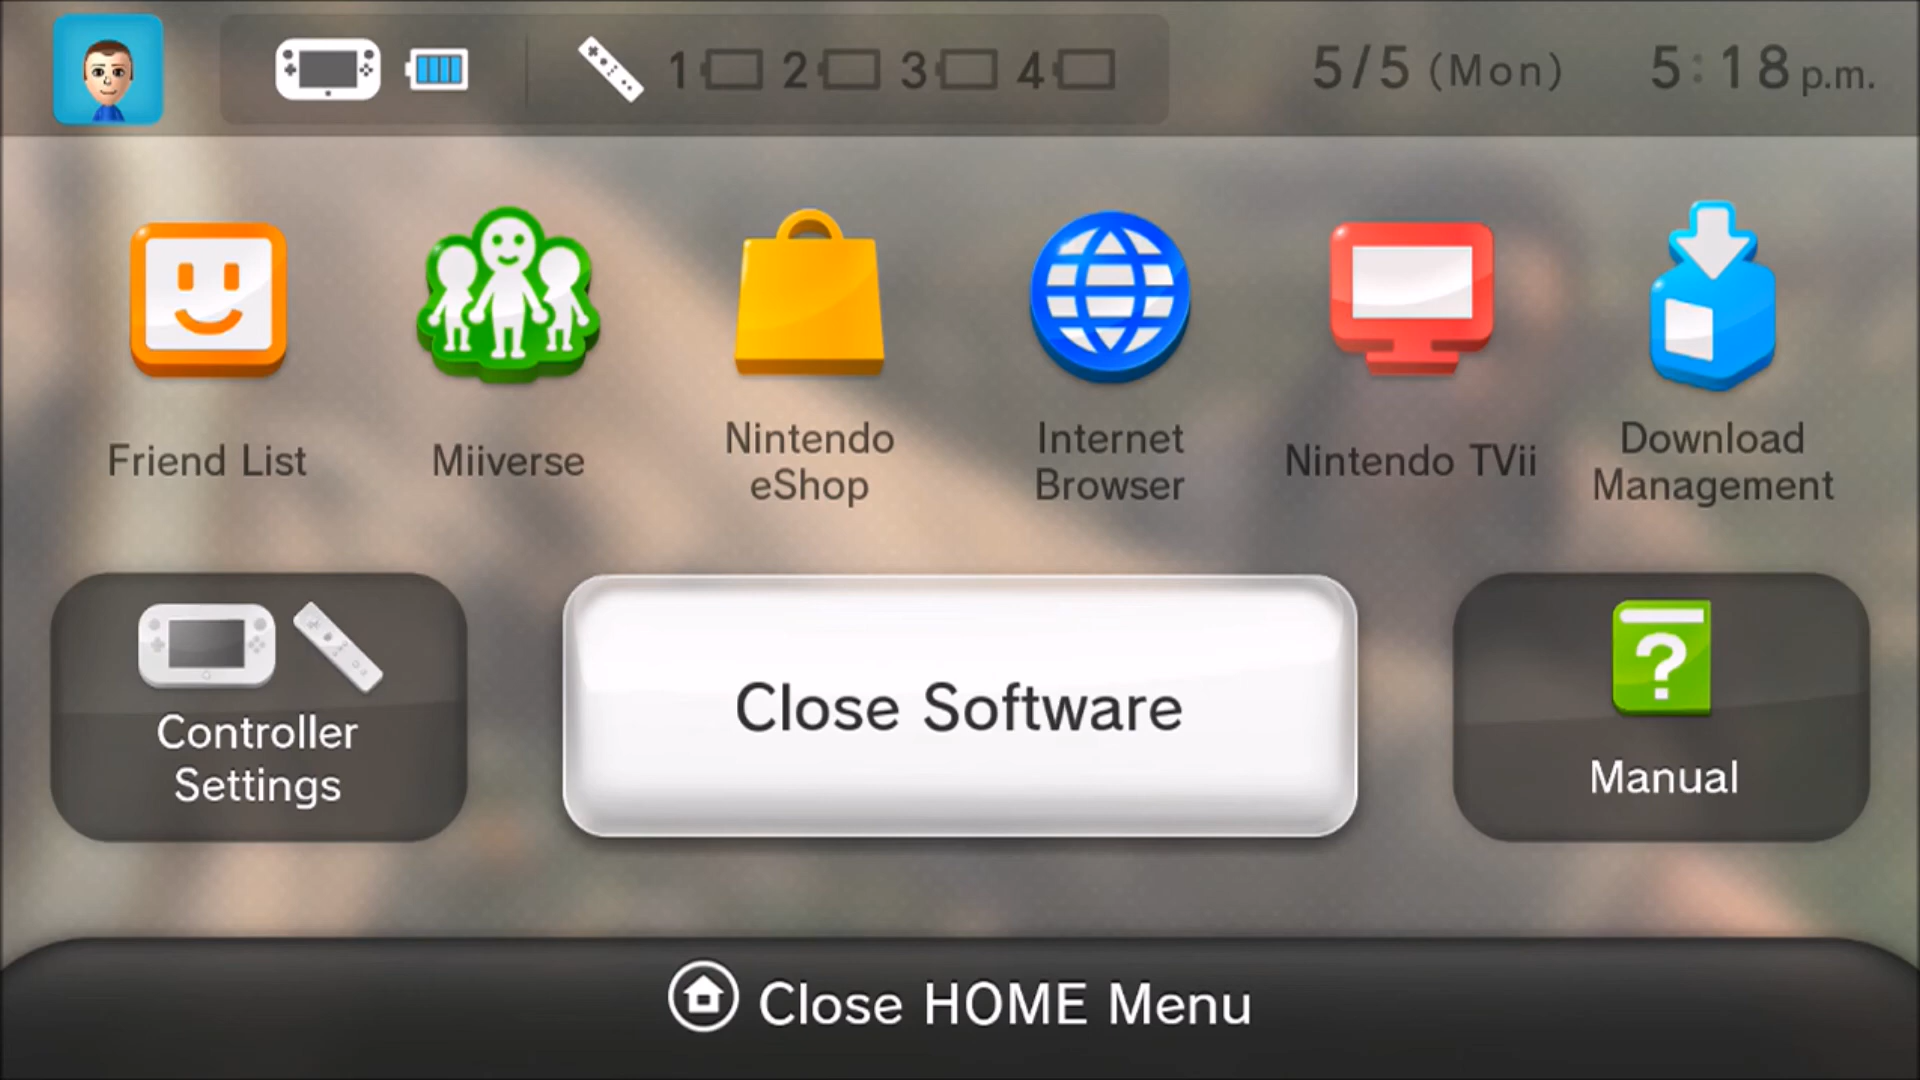 1 2 3 4 5/5 (Mon) 5:18 p.m.
Friend List
Miiverse
Nintendo
eShop
Internet
Browser
Nintendo TVii
Download
Management
Controller
Settings
Close Software
?
Manual
Close HOME Menu